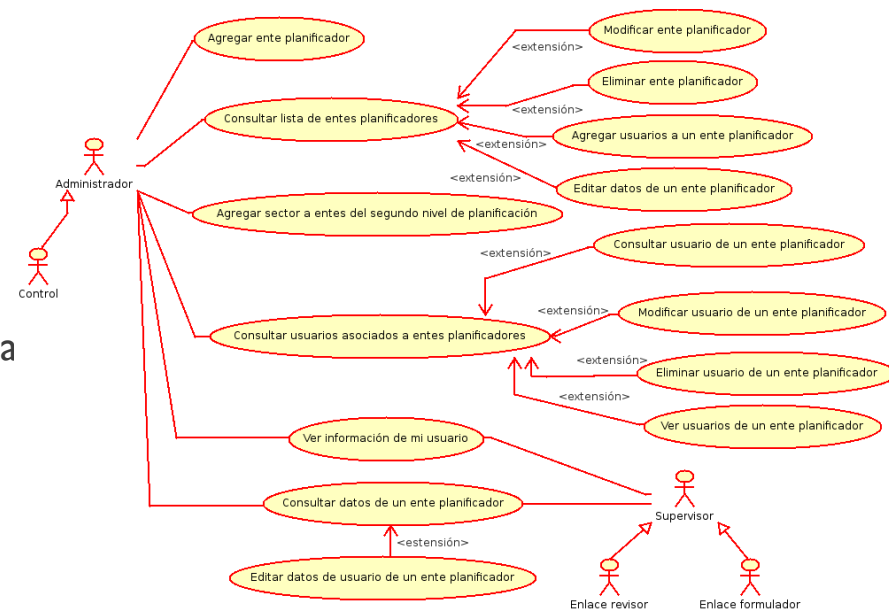 Modificar ente planificador
Agregar ente planificador
<extensión>
Eliminar ente planificador
<extensión>
Consultar lista de entes planificadores
Agregar usuarios a un ente planificador
<extensión>
Administrador
<extensión>
Editar datos de un ente planificador
Agregar sector a entes del segundo nivel de planificación
Consultar usuario de un ente planificador
<extensión>
Control
<extensión>
Modificar usuario de un ente planificador
Consultar usuarios asociados a entes planificadores
a
<extensión>
Eliminar usuario de un ente planificador
<extensión>
Ver usuarios de un ente planificador
Ver información de mi usuario
Consultar datos de un ente planificador
Supervisor
<estensión>
Editar datos de usuario de un ente planificador
Enlace revisor
Enlace formulador